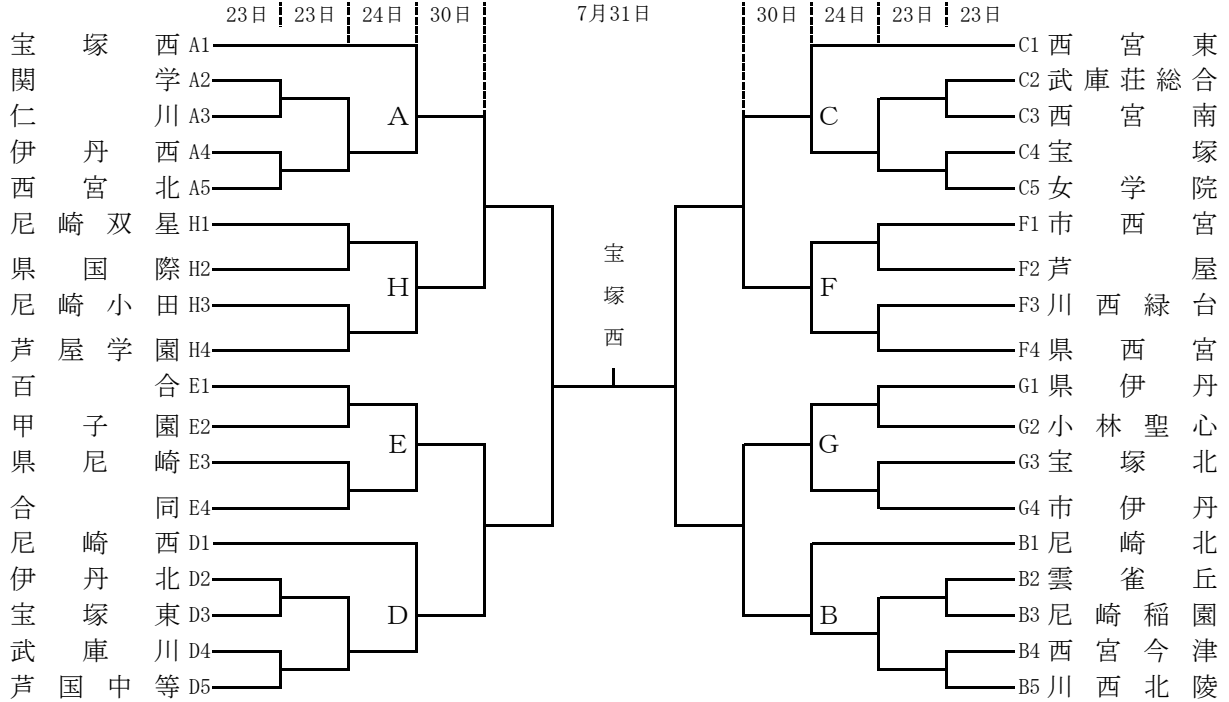 23日 23日 24日 30日 7月31日 30日 24日 23日 23日
宝塚西 A1 C1 西宮東
関学 A2 C2 武庫荘総合
仁川 A3 A C C3 西宮南
伊丹西 A4 C4 宝塚
西宮北 A5 C5 女学院
尼崎双星 H1 F1 市西宮
県国際 H2 H F F2 芦屋
尼崎小田 H3 F3 川西緑台
芦屋学園 H4 F4 県西宮
宝塚西
百合 E1 G1 県伊丹
甲子園 E2 E G G2 小林聖心
県尼崎 E3 G3 宝塚北
合同 E4 G4 市伊丹
尼崎西 D1 B1 尼崎北
伊丹北 D2 B2 雲雀丘
宝塚東 D3 D B B3 尼崎稲園
武庫川 D4 B4 西宮今津
芦国中等 D5 B5 川西北陵